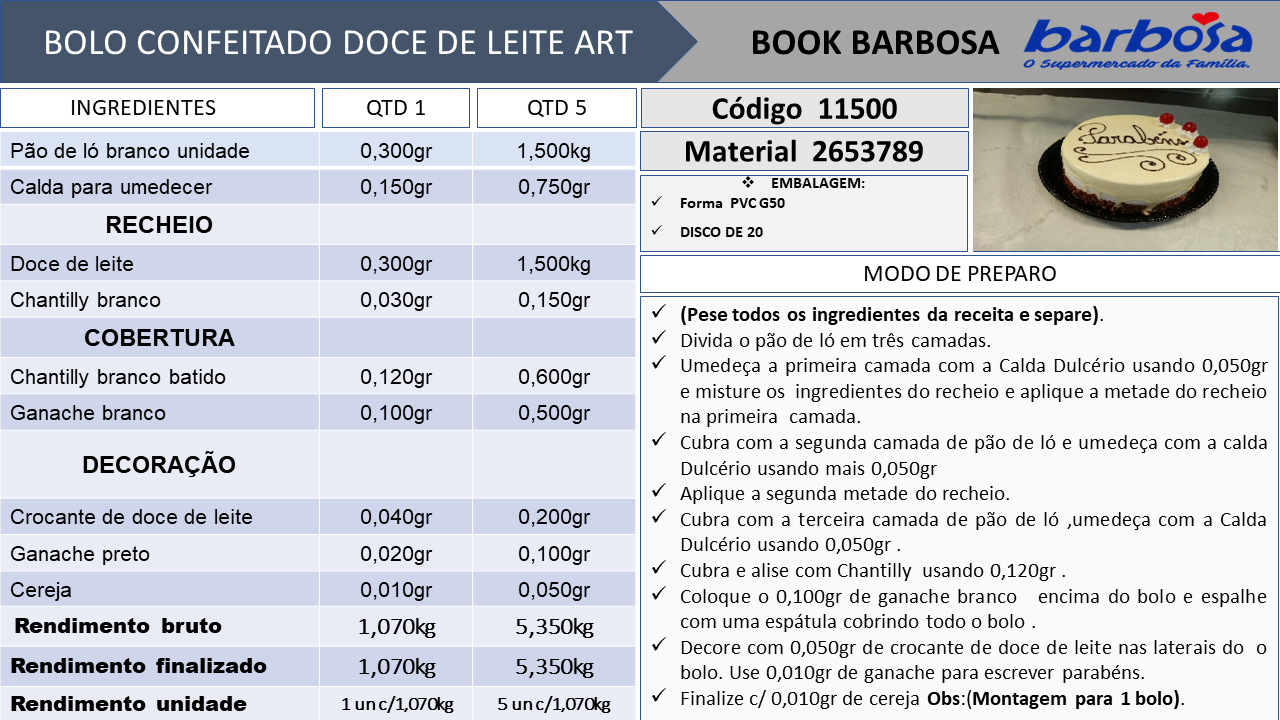 BOLO CONFEITADO DOCE DE LEITE ART
BOOK BARBOSA
barbosa
O Supermercado da Família.
INGREDIENTES QTD 1 QTD 5
Pão de ló branco unidade 0,300gr 1,500kg
Calda para umedecer 0,150gr 0,750gr
RECHEIO
Doce de leite 0,300gr 1,500kg
Chantilly branco 0,030gr 0,150gr
COBERTURA
Chantilly branco batido 0,120gr 0,600gr
Ganache branco 0,100gr 0,500gr
DECORAÇÃO
Crocante de doce de leite 0,040gr 0,200gr
Ganache preto 0,020gr 0,100gr
Cereja 0,010gr 0,050gr
Rendimento bruto 1,070kg 5,350kg
Rendimento finalizado 1,070kg 5,350kg
Rendimento unidade 1 un c/1,070kg 5 un c/1,070kg
Código 11500
Material 2653789
❖ EMBALAGEM:
✓ Forma PVC G50
✓ DISCO DE 20
Parabéns
MODO DE PREPARO
✓ (Pese todos os ingredientes da receita e separe).
✓ Divida o pão de ló em três camadas.
✓ Umedeça a primeira camada com a Calda Dulcério usando 0,050gr
e misture os ingredientes do recheio e aplique a metade do recheio
na primeira camada.
✓ Cubra com a segunda camada de pão de ló e umedeça com a calda
Dulcério usando mais 0,050gr
✓ Aplique a segunda metade do recheio.
✓ Cubra com a terceira camada de pão de ló ,umedeça com a Calda
Dulcério usando 0,050gr .
✓ Cubra e alise com Chantilly usando 0,120gr .
✓ Coloque o 0,100gr de ganache branco encima do bolo e espalhe
com uma espátula cobrindo todo o bolo .
✓ Decore com 0,050gr de crocante de doce de leite nas laterais do o
bolo. Use 0,010gr de ganache para escrever parabéns.
✓ Finalize c/ 0,010gr de cereja Obs:(Montagem para 1 bolo).